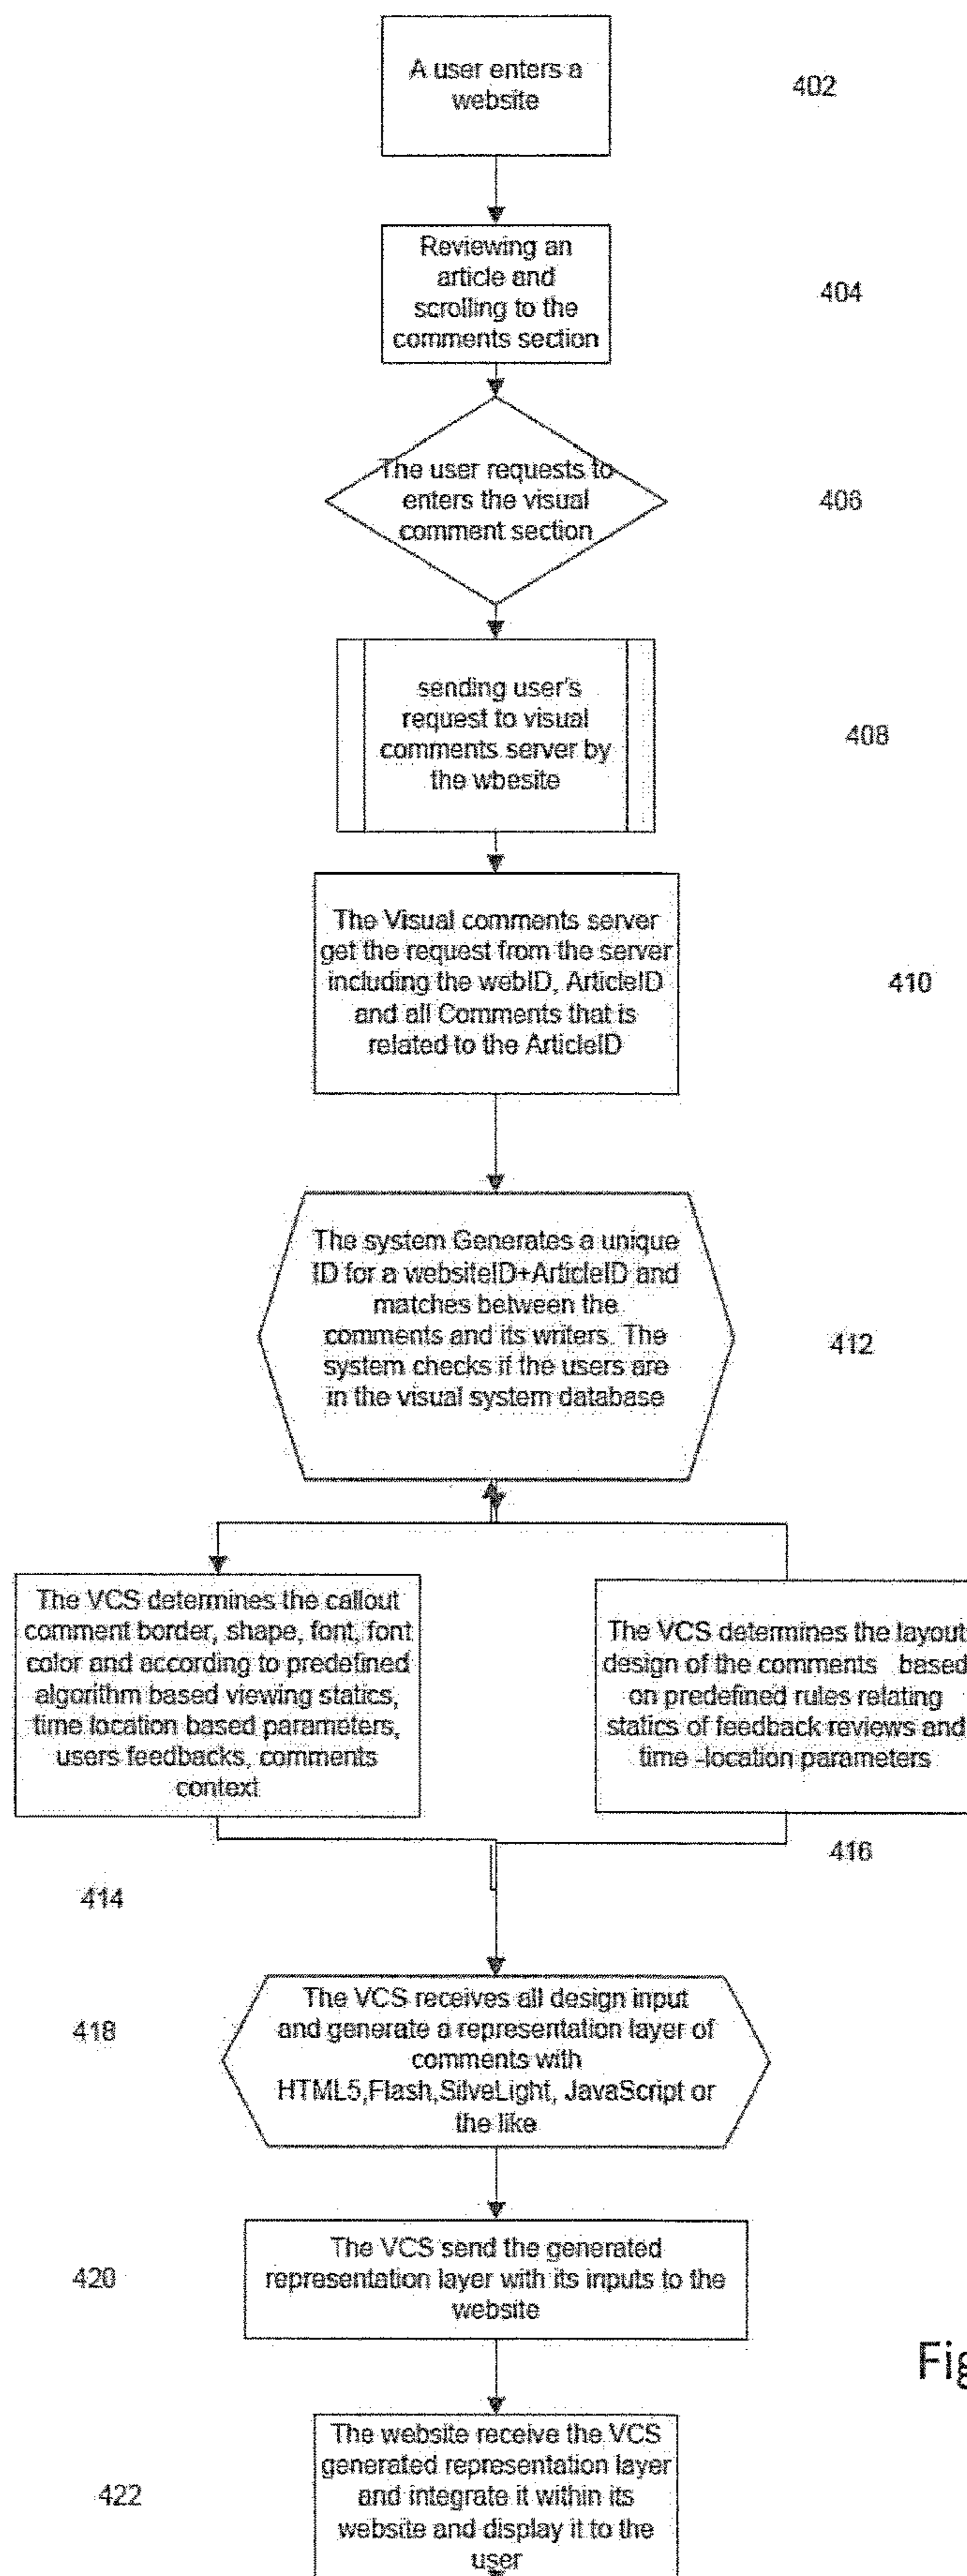 A user enters a
website
402
Reviewing an
article and
scrolling to the
comments section
404
The user requests to
enters the visual
comment section
406
sending user's
request to visual
comments server by
the wbesite
408
The Visual comments server
get the request from the server
including the webID, ArticleID
and all Comments that is
related to the ArticleID
410
The system Generates a unique
ID for a websiteID+ArticleID and
matches between the
comments and its writers. The
system checks if the users are
in the visual system database
412
The VCS determines the callout
comment border, shape, font, font
color and according to predefined
algorithm based viewing statics,
time location based parameters,
users feedbacks, comments
context
414
The VCS determines the layout
design of the comments based
on predefined rules relating
statics of feedback reviews and
time -location parameters
416
The VCS receives all design input
and generate a representation layer of
comments with
HTML5,Flash,SilveLight, JavaScript or
the like
418
The VCS send the generated
representation layer with its inputs to the
website
420
Fig
The website receive the VCS
generated representation layer
and integrate it within its
website and display it to the
user
422